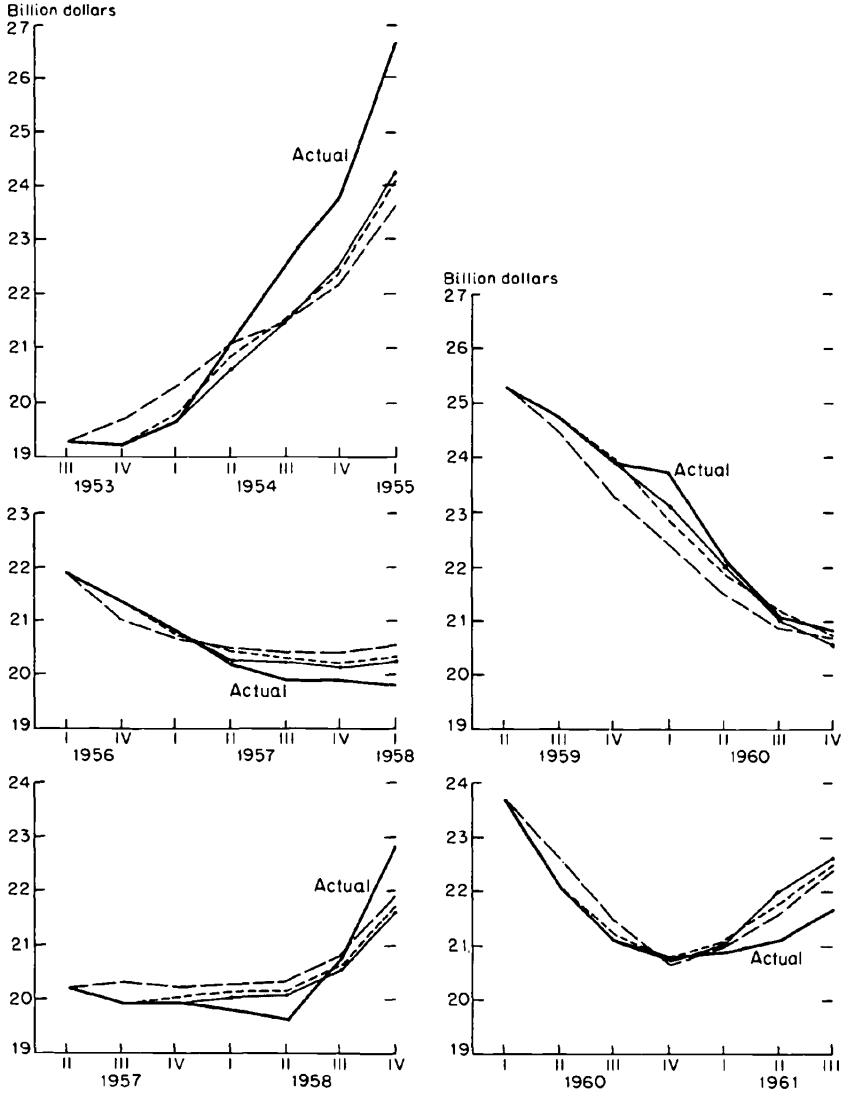 Billion dollars
27
26
25
24
23
22
21
20
19
Actual
III IV I II III IV I
1953 1954 1955
23
22
21
20
19
Actual
I IV I II III IV I
1956 1957 1958
24
23
22
21
20
19
Actual
II III IV I II III IV
1957 1958
Billion dollars
27
26
25
24
23
22
21
20
19
Actual
II III IV I II III IV
1959 1960
24
23
22
21
20
19
Actual
I II III IV I II III
1960 1961